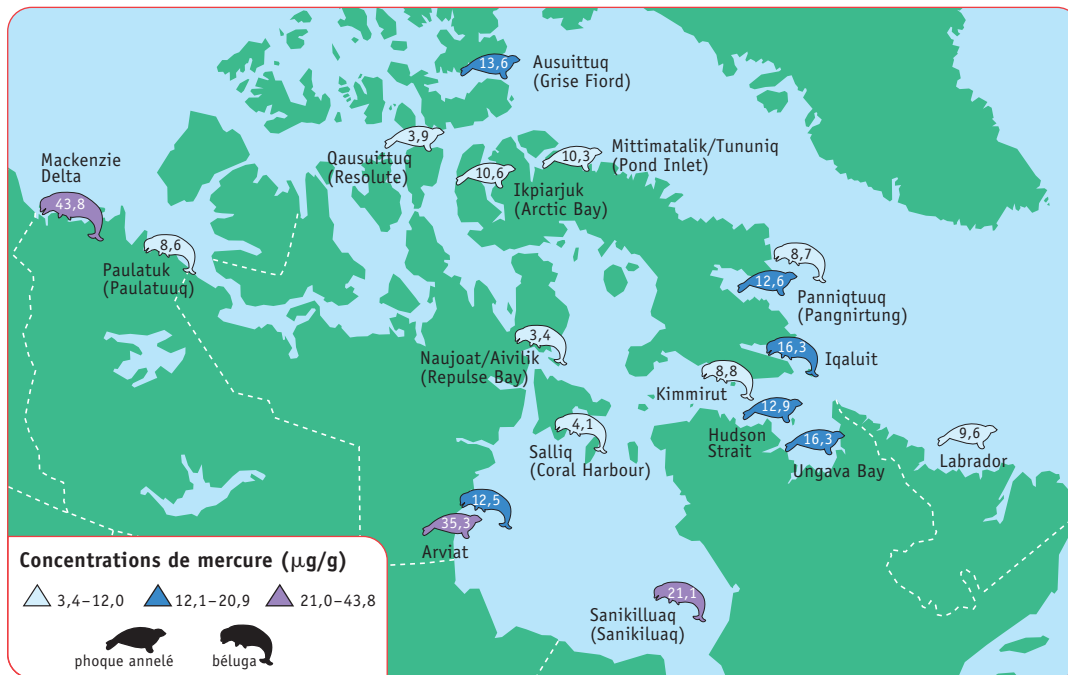 13,6
Ausuittuq
(Grise Fiord)
3,9
Qausuittuq
(Resolute)
10,3
Mittimatalik/Tununiq
(Pond Inlet)
10,6
Ikpiarjuk
(Arctic Bay)
Mackenzie
Delta
43,8
8,6
Paulatuk
(Paulatuuq)
8,7
12,6
Panniqtuuq
(Pangnirtung)
3,4
Naujoat/Aivilik
(Repulse Bay)
16,3
Iqaluit
8,8
Kimmirut
12,9
Hudson
Strait
16,3
Ungava Bay
9,6
Labrador
4,1
Salliq
(Coral Harbour)
12,5
35,3
Arviat
21,1
Sanikilluaq
(Sanikiluaq)
Concentrations de mercure (µg/g)
3,4–12,0 12,1–20,9 21,0–43,8
phoque annelé béluga